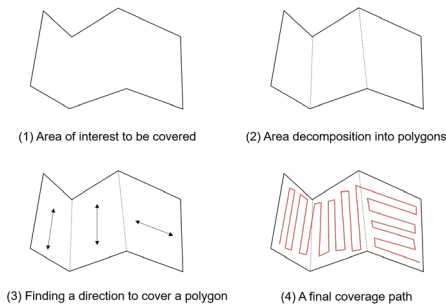 (1) Area of interest to be covered
(2) Area decomposition into polygons
(3) Finding a direction to cover a polygon
(4) A final coverage path